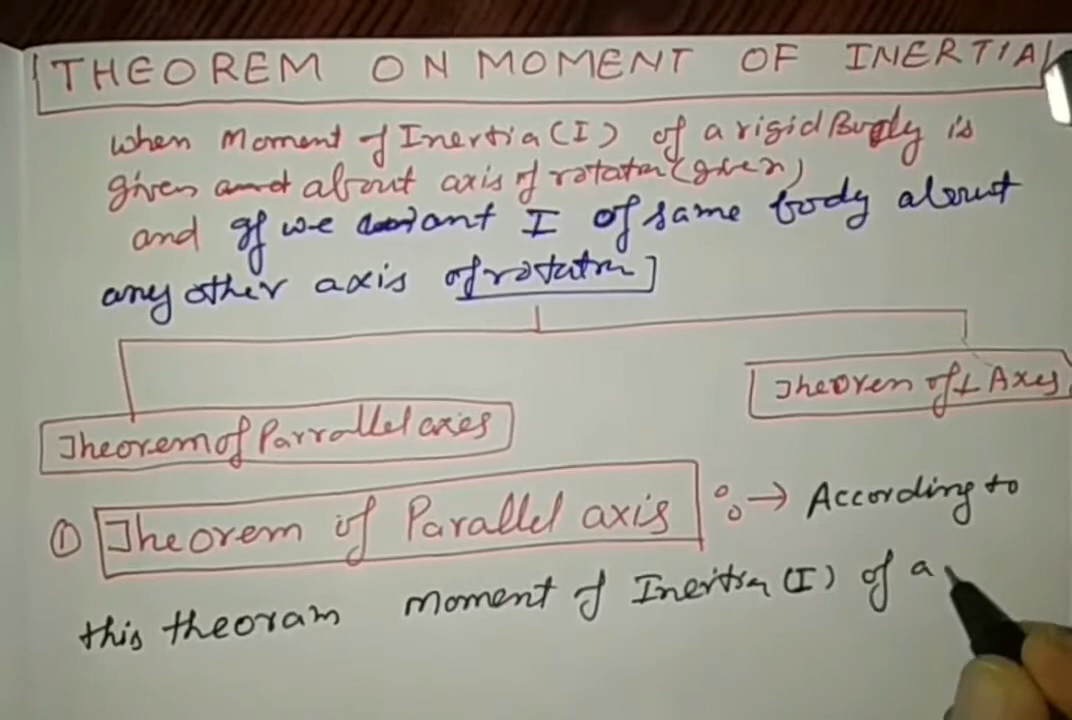 THEOREM ON MOMENT OF INERTIA
when Moment of Inertia (I) of a rigid Body is
given about axis of rotation (given)
and If we want I of same body about
any other axis of rotation]
Theorem of ⊥ Axes
Theorem of Parrallel axes
① Theorem of Parallel axis :→ According to
this theoram moment of Inertia (I) of a